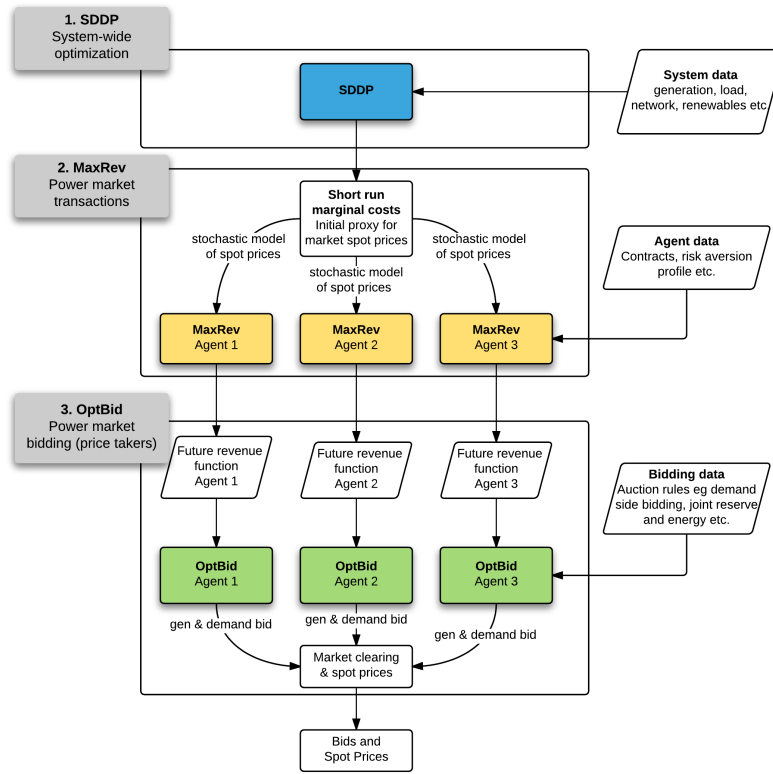 1. SDDP
System-wide
optimization
SDDP
System data
generation, load,
network, renewables etc
2. MaxRev
Power market
transactions
Short run
marginal costs
Initial proxy for
market spot prices
stochastic model
of spot prices
stochastic model
of spot prices
stochastic model
of spot prices
Agent data
Contracts, risk aversion
profile etc.
MaxRev
Agent 1
MaxRev
Agent 2
MaxRev
Agent 3
3. OptBid
Power market
bidding (price takers)
Future revenue
function
Agent 1
Future revenue
function
Agent 2
Future revenue
function
Agent 3
Bidding data
Auction rules eg demand
side bidding, joint reserve
and energy etc.
OptBid
Agent 1
OptBid
Agent 2
OptBid
Agent 3
gen & demand bid
gen & demand bid
gen & demand bid
Market clearing
& spot prices
Bids and
Spot Prices